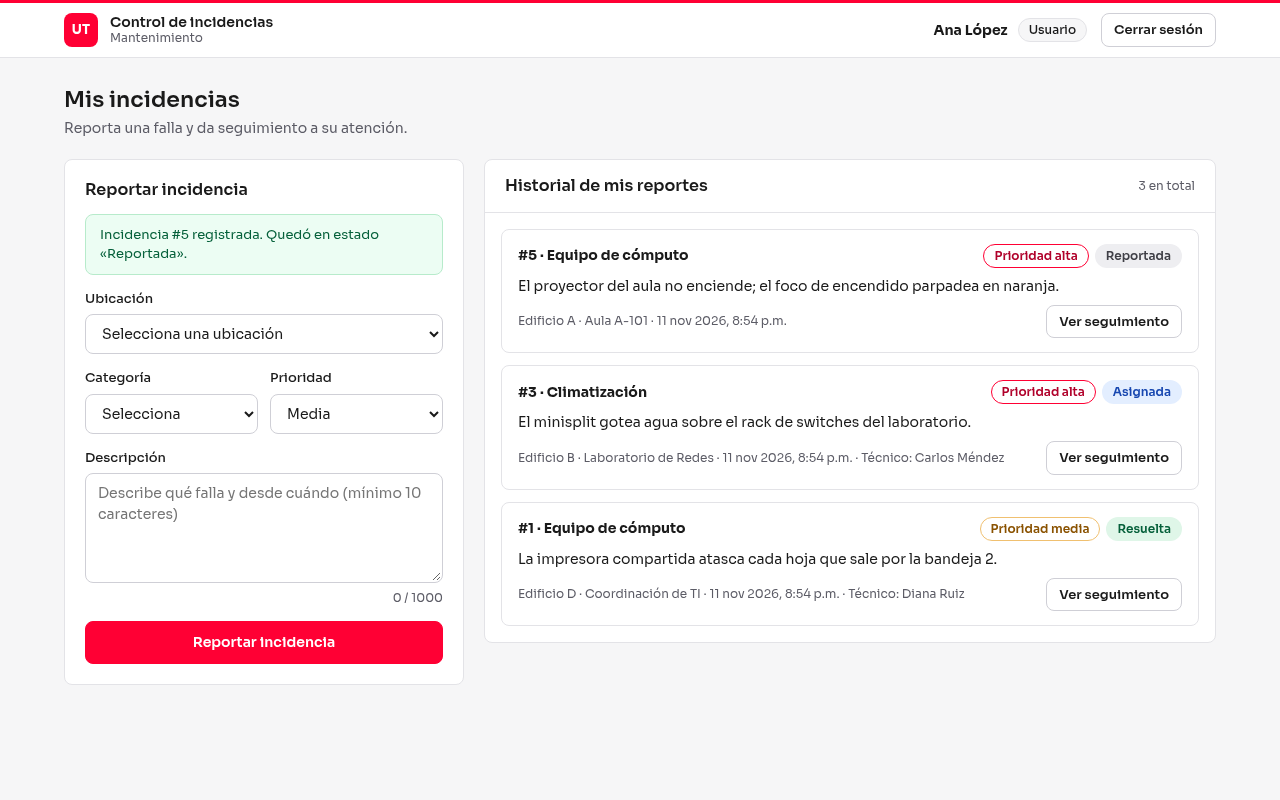 UT
Control de incidencias
Mantenimiento
Ana López
Usuario
Cerrar sesión
Mis incidencias
Reporta una falla y da seguimiento a su atención.
Reportar incidencia
Incidencia #5 registrada. Quedó en estado
«Reportada».
Ubicación
Selecciona una ubicación
Categoría
Prioridad
Selecciona
Media
Descripción
Describe qué falla y desde cuándo (mínimo 10
caracteres)
0 / 1000
Reportar incidencia
Historial de mis reportes
3 en total
#5 · Equipo de cómputo
Prioridad alta
Reportada
El proyector del aula no enciende; el foco de encendido parpadea en naranja.
Edificio A · Aula A-101 · 11 nov 2026, 8:54 p.m.
Ver seguimiento
#3 · Climatización
Prioridad alta
Asignada
El minisplit gotea agua sobre el rack de switches del laboratorio.
Edificio B · Laboratorio de Redes · 11 nov 2026, 8:54 p.m. · Técnico: Carlos Méndez
Ver seguimiento
#1 · Equipo de cómputo
Prioridad media
Resuelta
La impresora compartida atasca cada hoja que sale por la bandeja 2.
Edificio D · Coordinación de TI · 11 nov 2026, 8:54 p.m. · Técnico: Diana Ruiz
Ver seguimiento